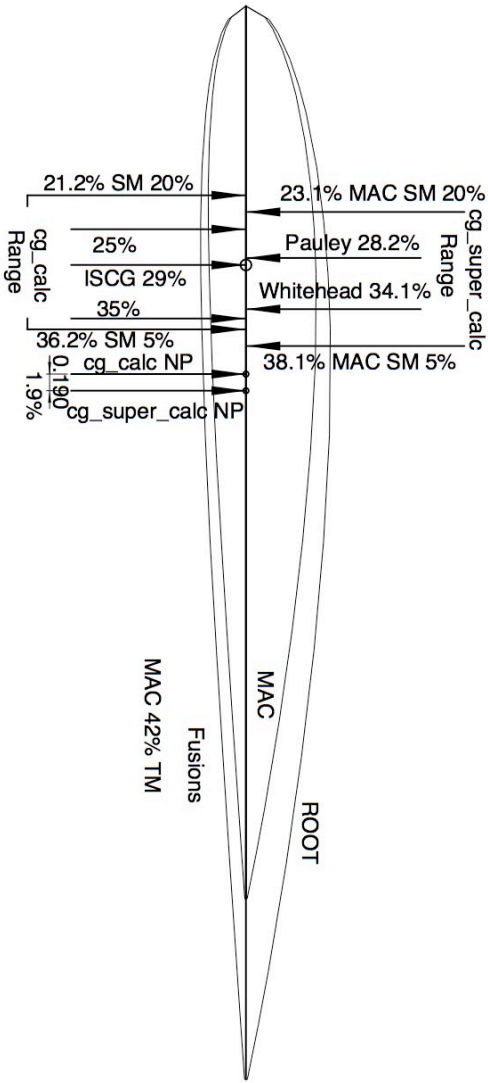 21.2% SM 20%
23.1% MAC SM 20%
cg_super_calc
Range
25%
Pauley 28.2%
cg_calc
Range
ISCG 29%
Whitehead 34.1%
35%
36.2% SM 5%
38.1% MAC SM 5%
cg_calc NP
0.190
1.9%
cg_super_calc NP
MAC
MAC 42% TM
Fusions
ROOT